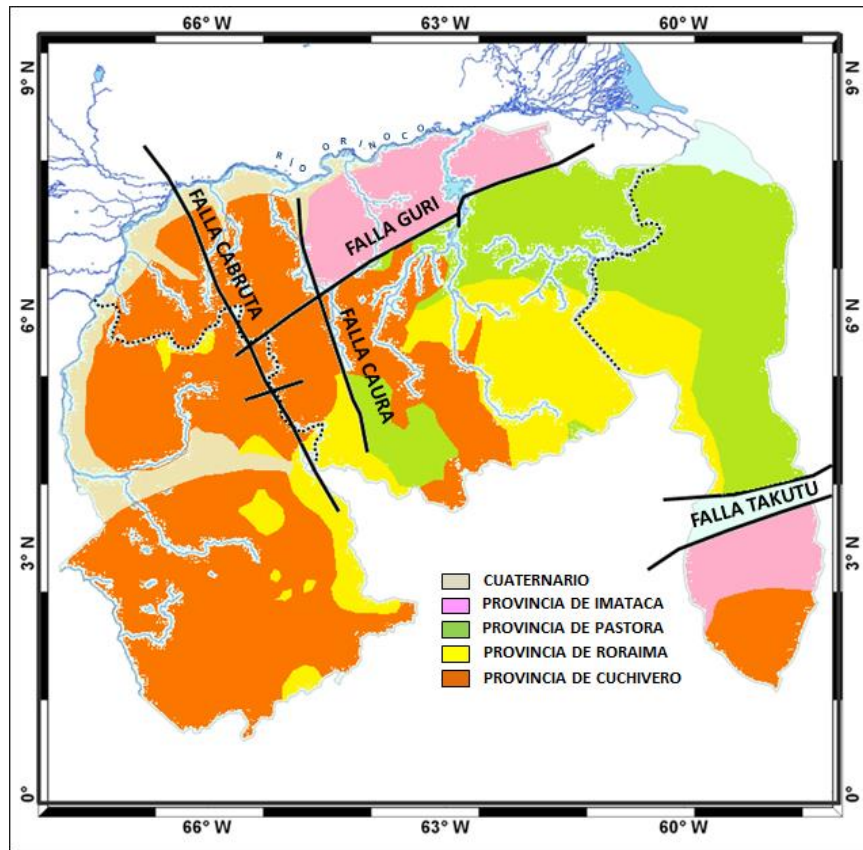 66° W 63° W 60° W
9° N 9° N
RÍO ORINOCO
FALLA GURI
FALLA CABRUTA
FALLA CAURA
6° N 6° N
FALLA TAKUTU
3° N 3° N
CUATERNARIO
PROVINCIA DE IMATACA
PROVINCIA DE PASTORA
PROVINCIA DE RORAIMA
PROVINCIA DE CUCHIVERO
0° 0°
66° W 63° W 60° W